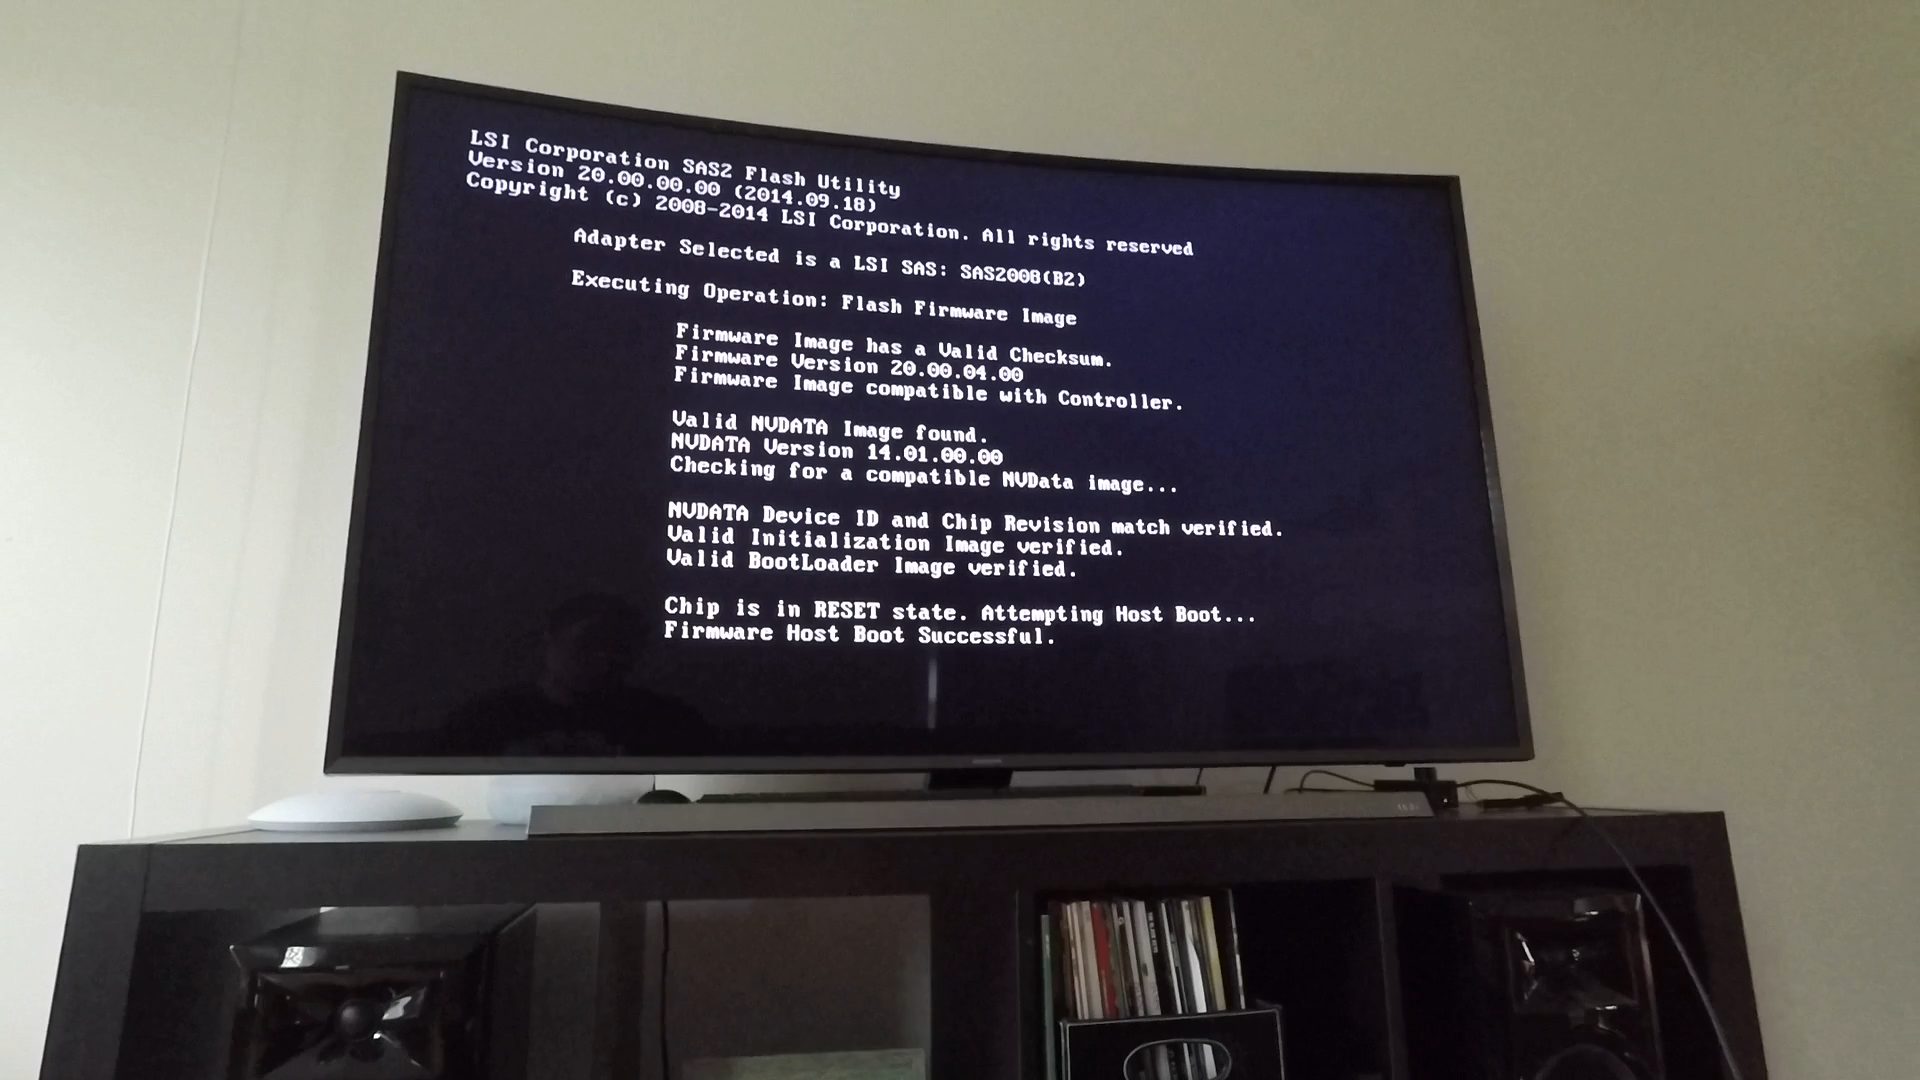 LSI Corporation SAS2 Flash Utility
Version 20.00.00.00 (2014.09.18)
Copyright (c) 2008-2014 LSI Corporation. All rights reserved
Adapter Selected is a LSI SAS: SAS2008(B2)
Executing Operation: Flash Firmware Image
Firmware Image has a Valid Checksum.
Firmware Version 20.00.04.00
Firmware Image compatible with Controller.
Valid NVDATA Image found.
NVDATA Version 14.01.00.00
Checking for a compatible NVData image...
NVDATA Device ID and Chip Revision match verified.
Valid Initialization Image verified.
Valid BootLoader Image verified.
Chip is in RESET state. Attempting Host Boot...
Firmware Host Boot Successful.